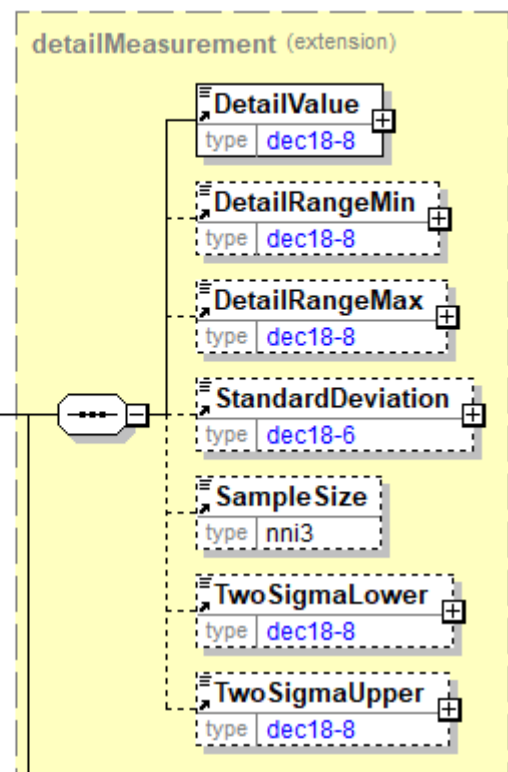 detailMeasurement (extension)
DetailValue
type dec18-8
DetailRangeMin
type dec18-8
DetailRangeMax
type dec18-8
StandardDeviation
type dec18-6
SampleSize
type nni3
TwoSigmaLower
type dec18-8
TwoSigmaUpper
type dec18-8